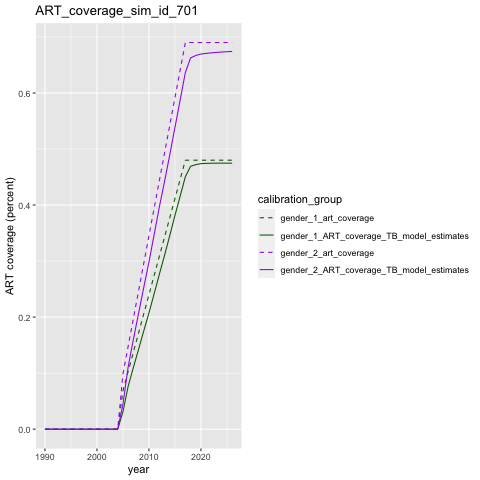 ART_coverage_sim_id_701
ART coverage (percent)
0.6
0.4
0.2
0.0
1990
2000
2010
2020
year
calibration_group
gender_1_art_coverage
gender_1_ART_coverage_TB_model_estimates
gender_2_art_coverage
gender_2_ART_coverage_TB_model_estimates